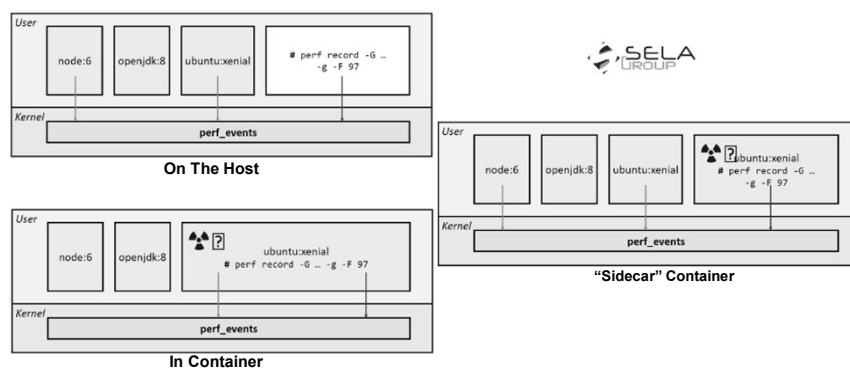 User
node:6
openjdk:8
ubuntu:xenial
# perf record -G …
-g -F 97
Kernel
perf_events
On The Host
SELA
GROUP
User
node:6
openjdk:8
ubuntu:xenial
?
ubuntu:xenial
# perf record -G …
-g -F 97
Kernel
perf_events
"Sidecar" Container
User
node:6
openjdk:8
?
ubuntu:xenial
# perf record -G … -g -F 97
Kernel
perf_events
In Container